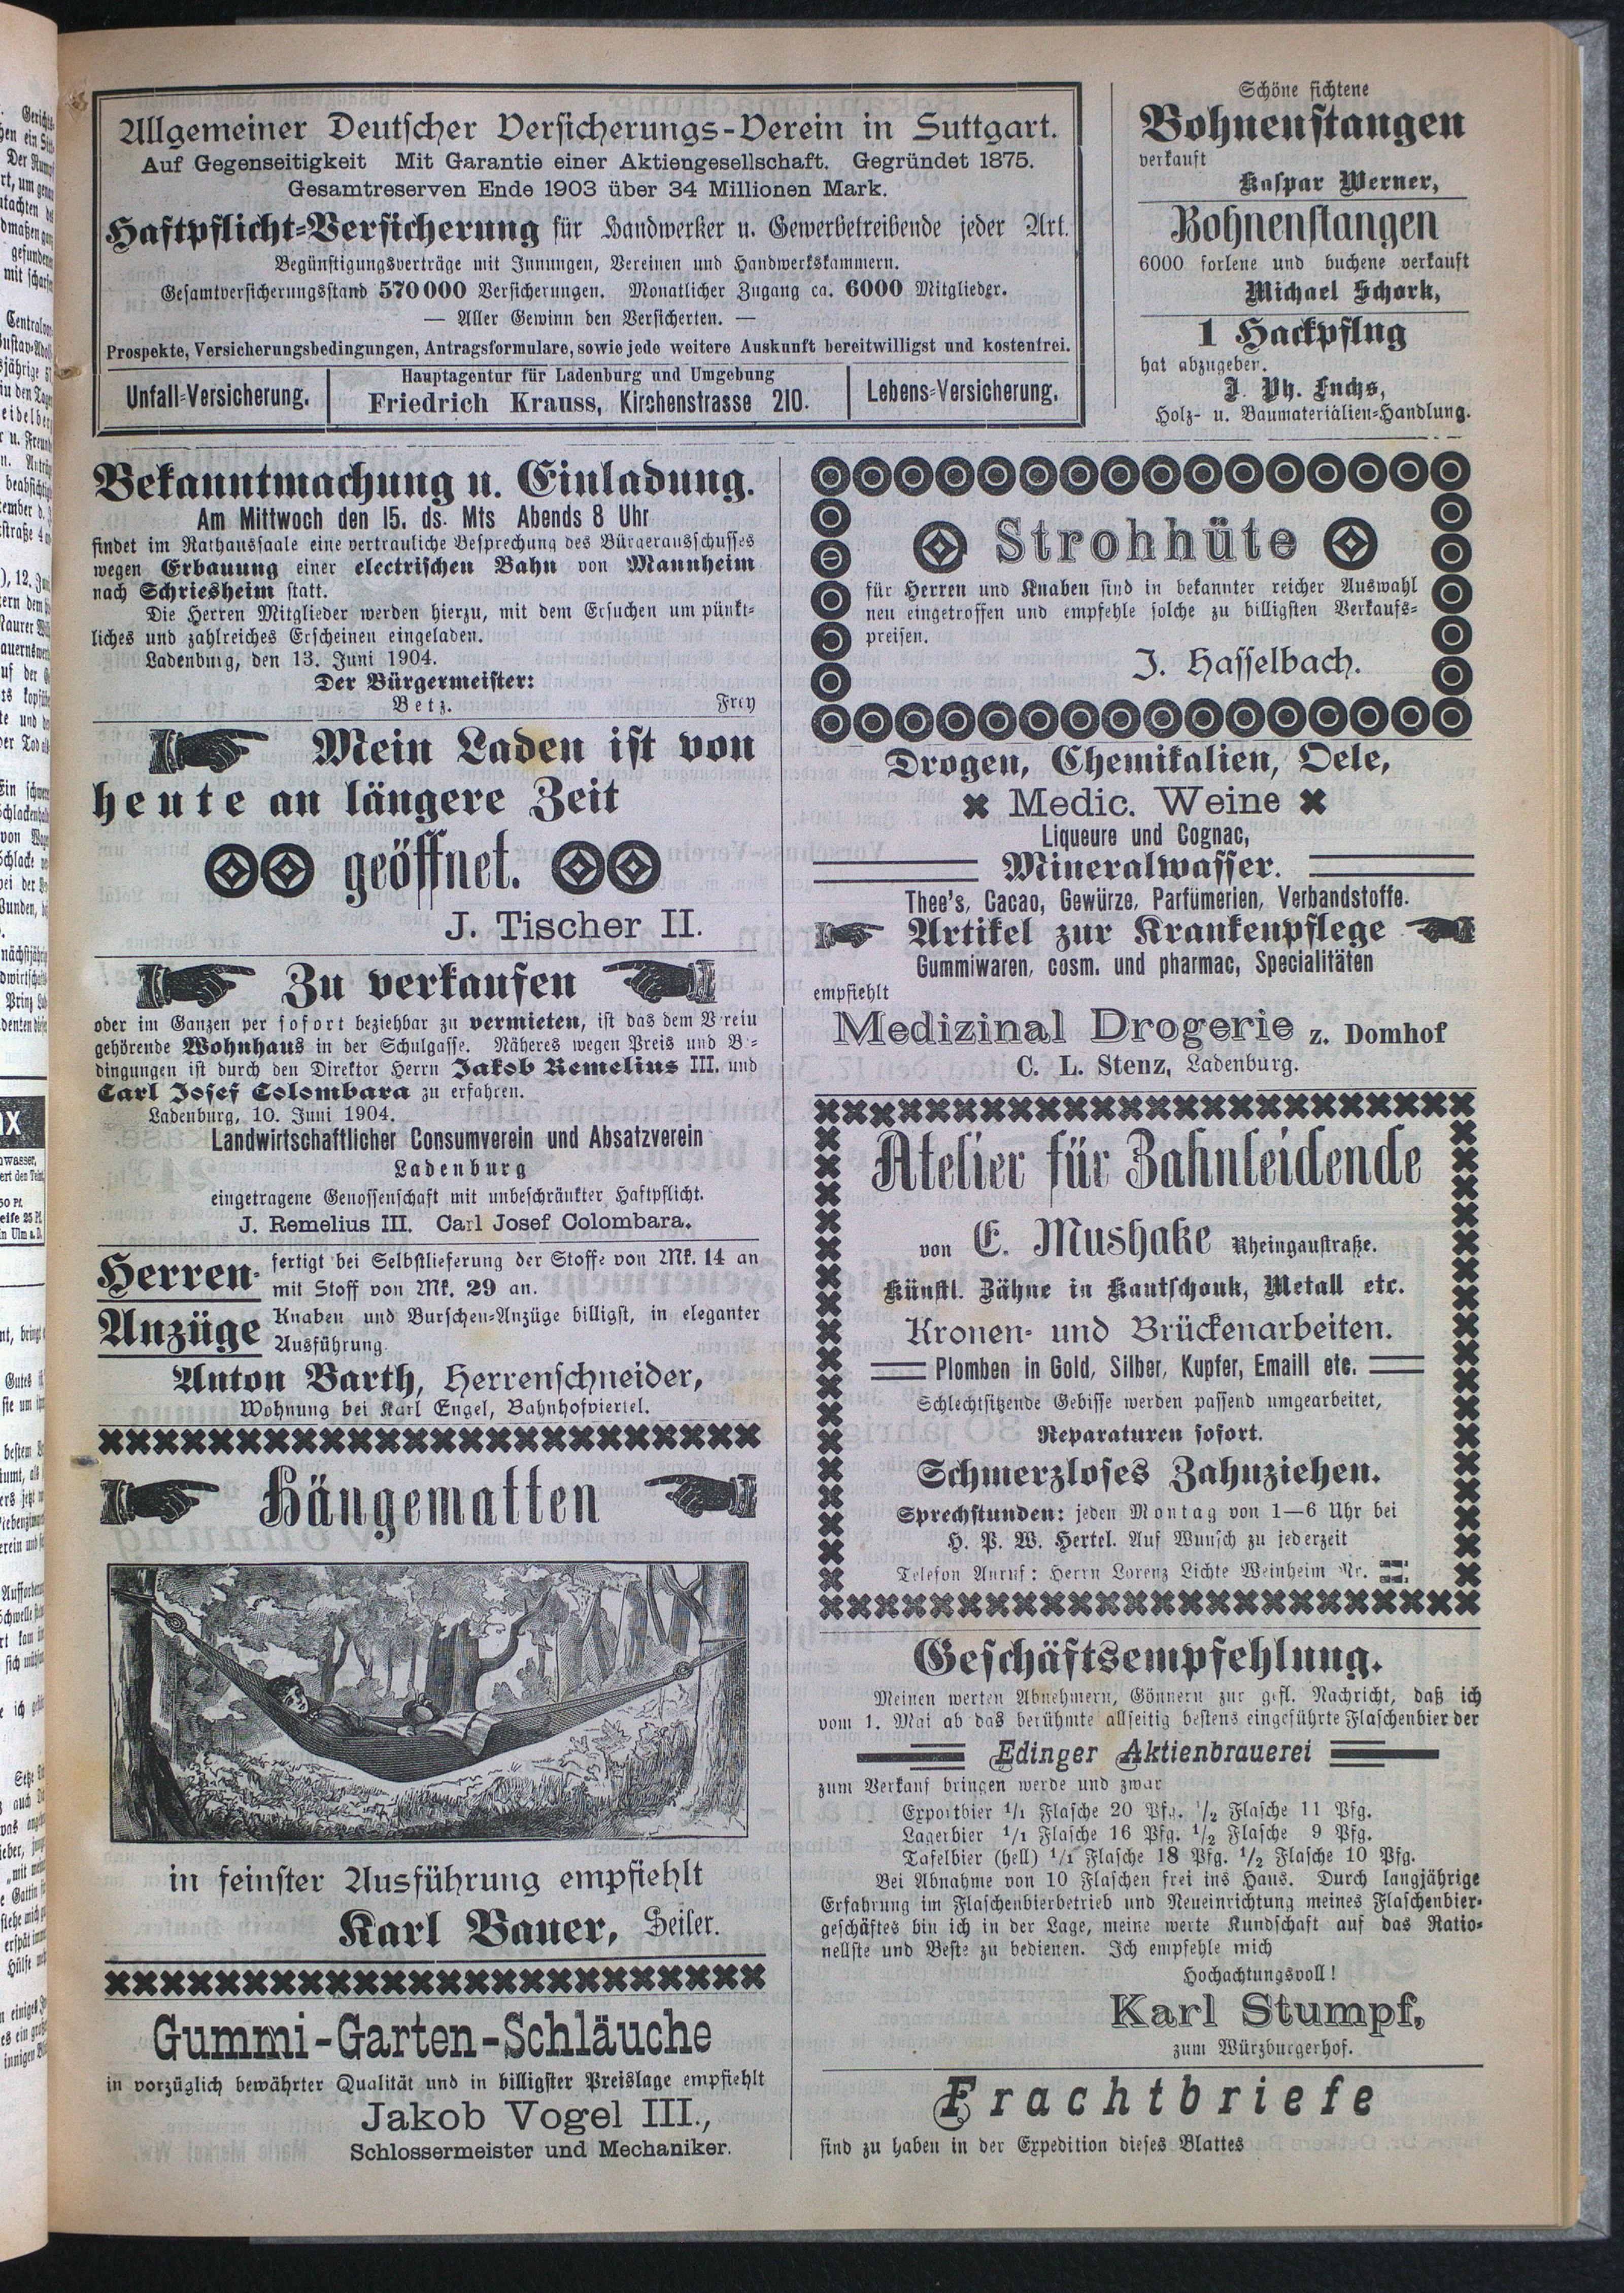 Allgemeiner Deutscher Versicherungs-Verein in Suttgart.
Auf Gegenseitigkeit Mit Garantie einer Aktiengesellschaft. Gegründet 1875.
Gesamtreserven Ende 1903 über 34 Millionen Mark.
Haftpflicht-Versicherung für Handwerker u. Gewerbetreibende jeder Art.
Begünstigungsverträge mit Innungen, Vereinen und Handwerkskammern.
Gesamtversicherungsstand 570000 Versicherungen. Monatlicher Zugang ca. 6000 Mitglieder.
— Aller Gewinn den Versicherten. —
Prospekte, Versicherungsbedingungen, Antragsformulare, sowie jede weitere Auskunft bereitwilligst und kostenfrei.
Unfall-Versicherung.
Hauptagentur für Ladenburg und Umgebung
Friedrich Krauss, Kirchenstrasse 210.
Lebens-Versicherung.
Schöne fichtene
Bohnenstangen
verkauft
Kaspar Werner,
Bohnenstangen
6000 forlene und buchene verkauft
Michael Schork,
1 Hackpflug
hat abzugeben.
J. Ph. Fuchs,
Holz- u. Baumaterialien-Handlung.
Bekanntmachung u. Einladung.
Am Mittwoch den 15. ds. Mts Abends 8 Uhr
findet im Rathaussaale eine vertrauliche Besprechung des Bürgerausschusses
wegen Erbauung einer electrischen Bahn von Mannheim
nach Schriesheim statt.
Die Herren Mitglieder werden hierzu, mit dem Ersuchen um pünkt-
liches und zahlreiches Erscheinen eingeladen.
Ladenburg, den 13. Juni 1904.
Der Bürgermeister:
Betz. Frey
Mein Laden ist von
heute an längere Zeit
geöffnet.
J. Tischer II.
Zu verkaufen
oder im Ganzen per sofort beziehbar zu vermieten, ist das dem V rein
gehörende Wohnhaus in der Schulgasse. Näheres wegen Preis und B -
dingungen ist durch den Direktor Herrn Jakob Remelius III. und
Carl Josef Colombara zu erfahren.
Ladenburg, 10. Juni 1904.
Landwirtschaftlicher Consumverein und Absatzverein
Ladenburg
eingetragene Genossenschaft mit unbeschränkter Haftpflicht.
J. Remelius III. Carl Josef Colombara.
Herren-
Anzüge
fertigt bei Selbstlieferung der Stoffe von Mk. 14 an
mit Stoff von Mk. 29 an.
Knaben und Burschen-Anzüge billigst, in eleganter
Ausführung.
Anton Barth, Herrenschneider,
Wohnung bei Karl Engel, Bahnhofviertel.
Hängematten
in feinster Ausführung empfiehlt
Karl Bauer, Seiler.
Gummi-Garten-Schläuche
in vorzüglich bewährter Qualität und in billigster Preislage empfiehlt
Jakob Vogel III.,
Schlossermeister und Mechaniker.
Strohhüte
für Herren und Knaben sind in bekannter reicher Auswahl
neu eingetroffen und empfehle solche zu billigsten Verkaufs-
preisen.
J. Hasselbach.
Drogen, Chemikalien, Oele,
Medic. Weine
Liqueure und Cognac,
Mineralwasser.
Thee's, Cacao, Gewürze, Parfümerien, Verbandstoffe.
Artikel zur Krankenpflege
Gummiwaren, cosm. und pharmac, Specialitäten
empfiehlt
Medizinal Drogerie z. Domhof
C. L. Stenz, Ladenburg.
Atelier für Zahnleidende
von E. Mushake Rheingaustraße.
Künstl. Zähne in Kautschouk, Metall etc.
Kronen- und Brückenarbeiten.
Plomben in Gold, Silber, Kupfer, Emaill etc.
Schlechtsitzende Gebisse werden passend umgearbeitet,
Reparaturen sofort.
Schmerzloses Zahnziehen.
Sprechstunden: jeden Montag von 1—6 Uhr bei
H. P. W. Hertel. Auf Wunsch zu jederzeit
Telefon Anruf: Herrn Lorenz Lichte Weinheim Nr.
Geschäftsempfehlung.
Meinen werten Abnehmern, Gönnern zur gefl. Nachricht, daß ich
vom 1. Mai ab das berühmte allseitig bestens eingeführte Flaschenbier der
Edinger Aktienbrauerei
zum Verkauf bringen werde und zwar
Exportbier 1/1 Flasche 20 Pfg. 1/2 Flasche 11 Pfg.
Lagerbier 1/1 Flasche 16 Pfg. 1/2 Flasche 9 Pfg.
Tafelbier (hell) 1/1 Flasche 18 Pfg. 1/2 Flasche 10 Pfg.
Bei Abnahme von 10 Flaschen frei ins Haus. Durch langjährige
Erfahrung im Flaschenbierbetrieb und Neueinrichtung meines Flaschenbier-
geschäftes bin ich in der Lage, meine werte Kundschaft auf das Ratio-
nellste und Beste zu bedienen. Ich empfehle mich
Hochachtungsvoll!
Karl Stumpf,
zum Würzburgerhof.
Frachtbriefe
sind zu haben in der Expedition dieses Blattes